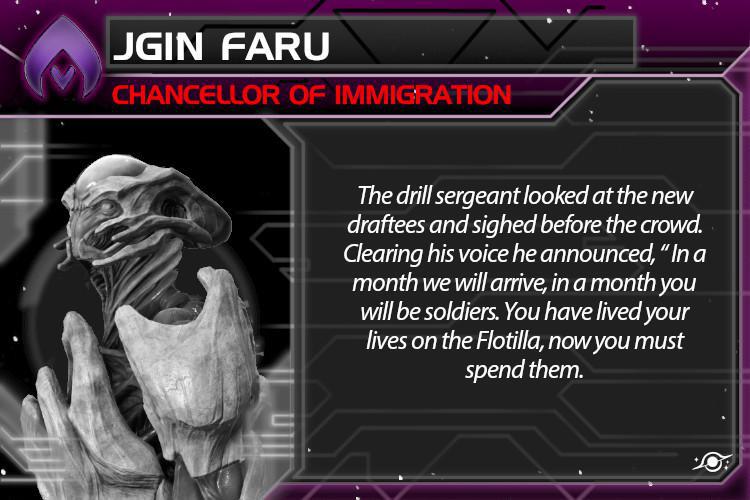 JGIN FARU
CHANCELLOR OF IMMIGRATION
The drill sergeant looked at the new
draftees and sighed before the crowd.
Clearing his voice he announced, “ In a
month we will arrive, in a month you
will be soldiers. You have lived your
lives on the Flotilla, now you must
spend them.